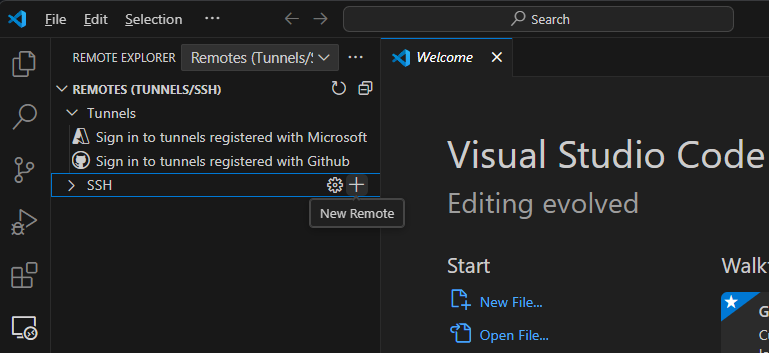 File Edit Selection ··· Search
REMOTE EXPLORER Remotes (Tunnels/S ··· Welcome
REMOTES (TUNNELS/SSH)
Tunnels
Sign in to tunnels registered with Microsoft
Sign in to tunnels registered with Github
SSH
New Remote
Visual Studio Code
Editing evolved
Start
New File...
Open File...
Walk